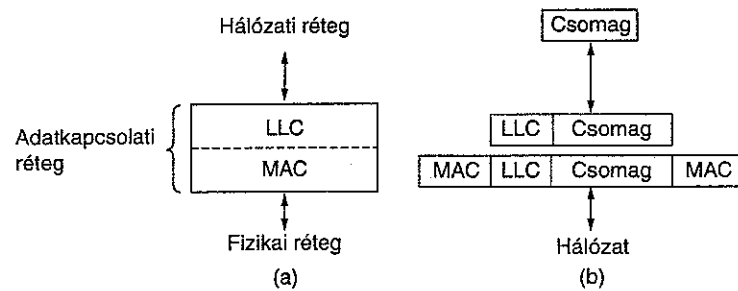 Hálózati réteg
Adatkapcsolati
réteg
LLC
MAC
Fizikai réteg
(a)
Csomag
LLC Csomag
MAC LLC Csomag MAC
Hálózat
(b)